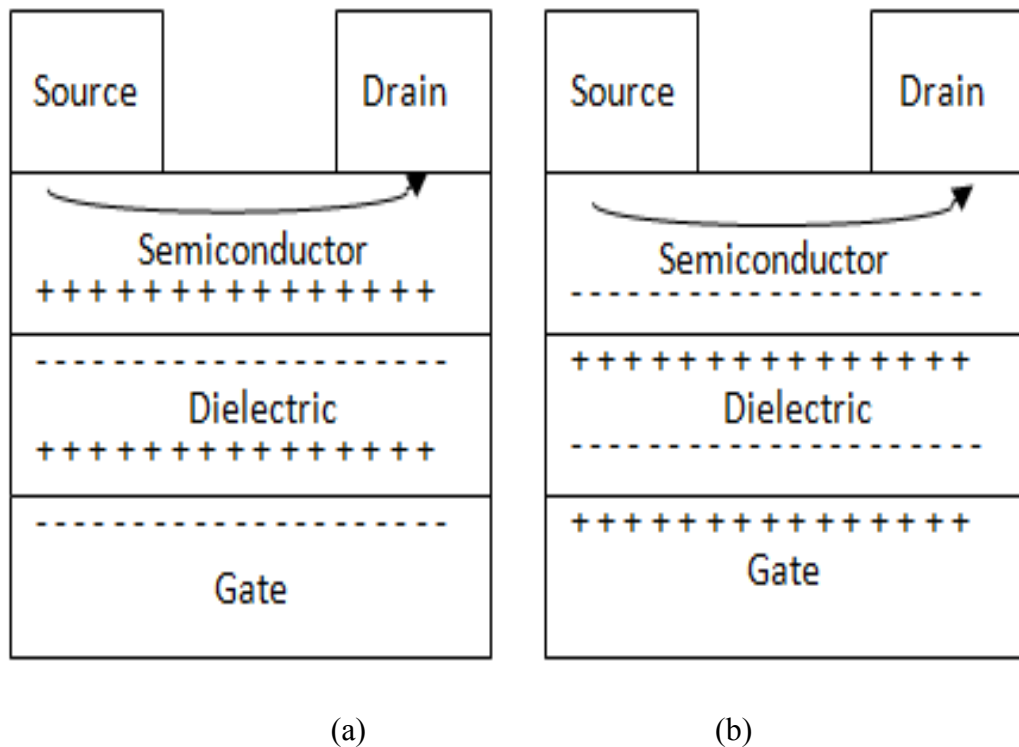 Source Drain Source Drain
Semiconductor Semiconductor
+ + + + + + + + + + + + + + + - - - - - - - - - - - - - - - - - - - - -
- - - - - - - - - - - - - - - - - - - - - + + + + + + + + + + + + + + +
Dielectric Dielectric
+ + + + + + + + + + + + + + + - - - - - - - - - - - - - - - - - - - - -
- - - - - - - - - - - - - - - - - - - - - + + + + + + + + + + + + + + +
Gate Gate
(a) (b)